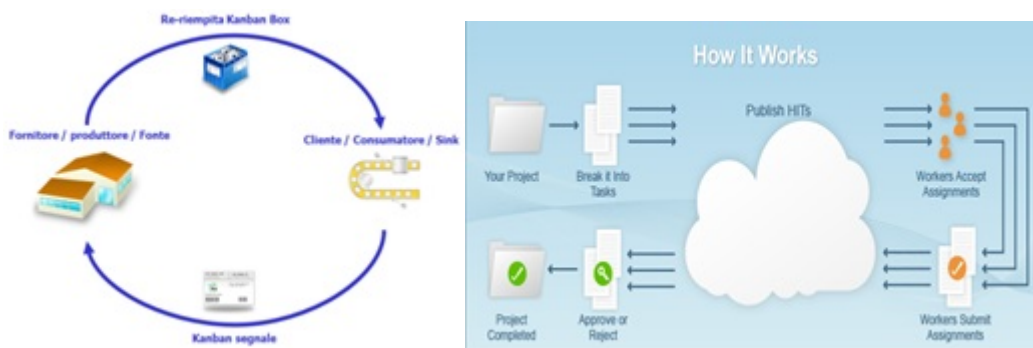 Re-riempita Kanban Box
Fornitore / produttore / Fonte
Cliente / Consumatore / Sink
Kanban segnale
How It Works
Publish HITs
Your Project
Break it Into
Tasks
Workers Accept
Assignments
Project
Completed
Approve or
Reject
Workers Submit
Assignments